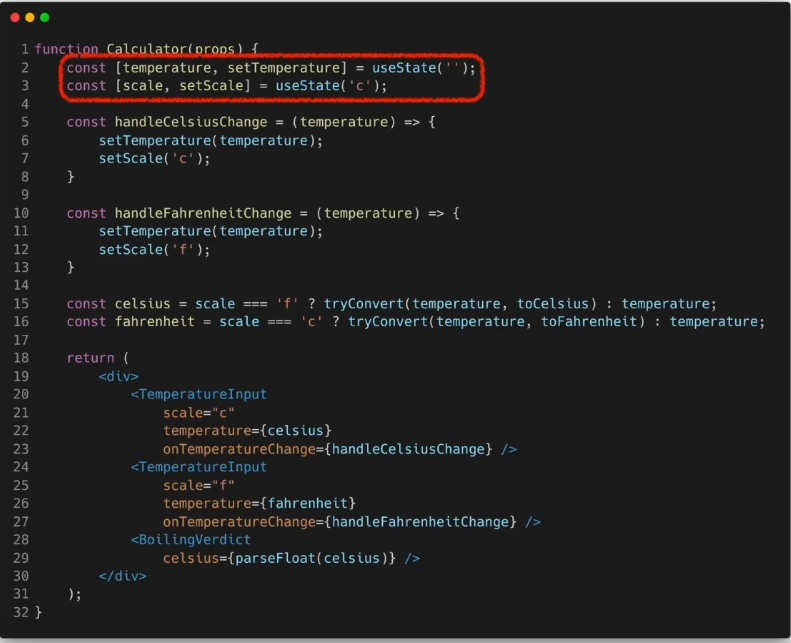 1 function Calculator(props) {
2     const [temperature, setTemperature] = useState('');
3     const [scale, setScale] = useState('c');
4
5     const handleCelsiusChange = (temperature) => {
6         setTemperature(temperature);
7         setScale('c');
8     }
9
10     const handleFahrenheitChange = (temperature) => {
11         setTemperature(temperature);
12         setScale('f');
13     }
14
15     const celsius = scale === 'f' ? tryConvert(temperature, toCelsius) : temperature;
16     const fahrenheit = scale === 'c' ? tryConvert(temperature, toFahrenheit) : temperature;
17
18     return (
19         <div>
20             <TemperatureInput
21                 scale="c"
22                 temperature={celsius}
23                 onTemperatureChange={handleCelsiusChange} />
24             <TemperatureInput
25                 scale="f"
26                 temperature={fahrenheit}
27                 onTemperatureChange={handleFahrenheitChange} />
28             <BoilingVerdict
29                 celsius={parseFloat(celsius)} />
30         </div>
31     );
32 }